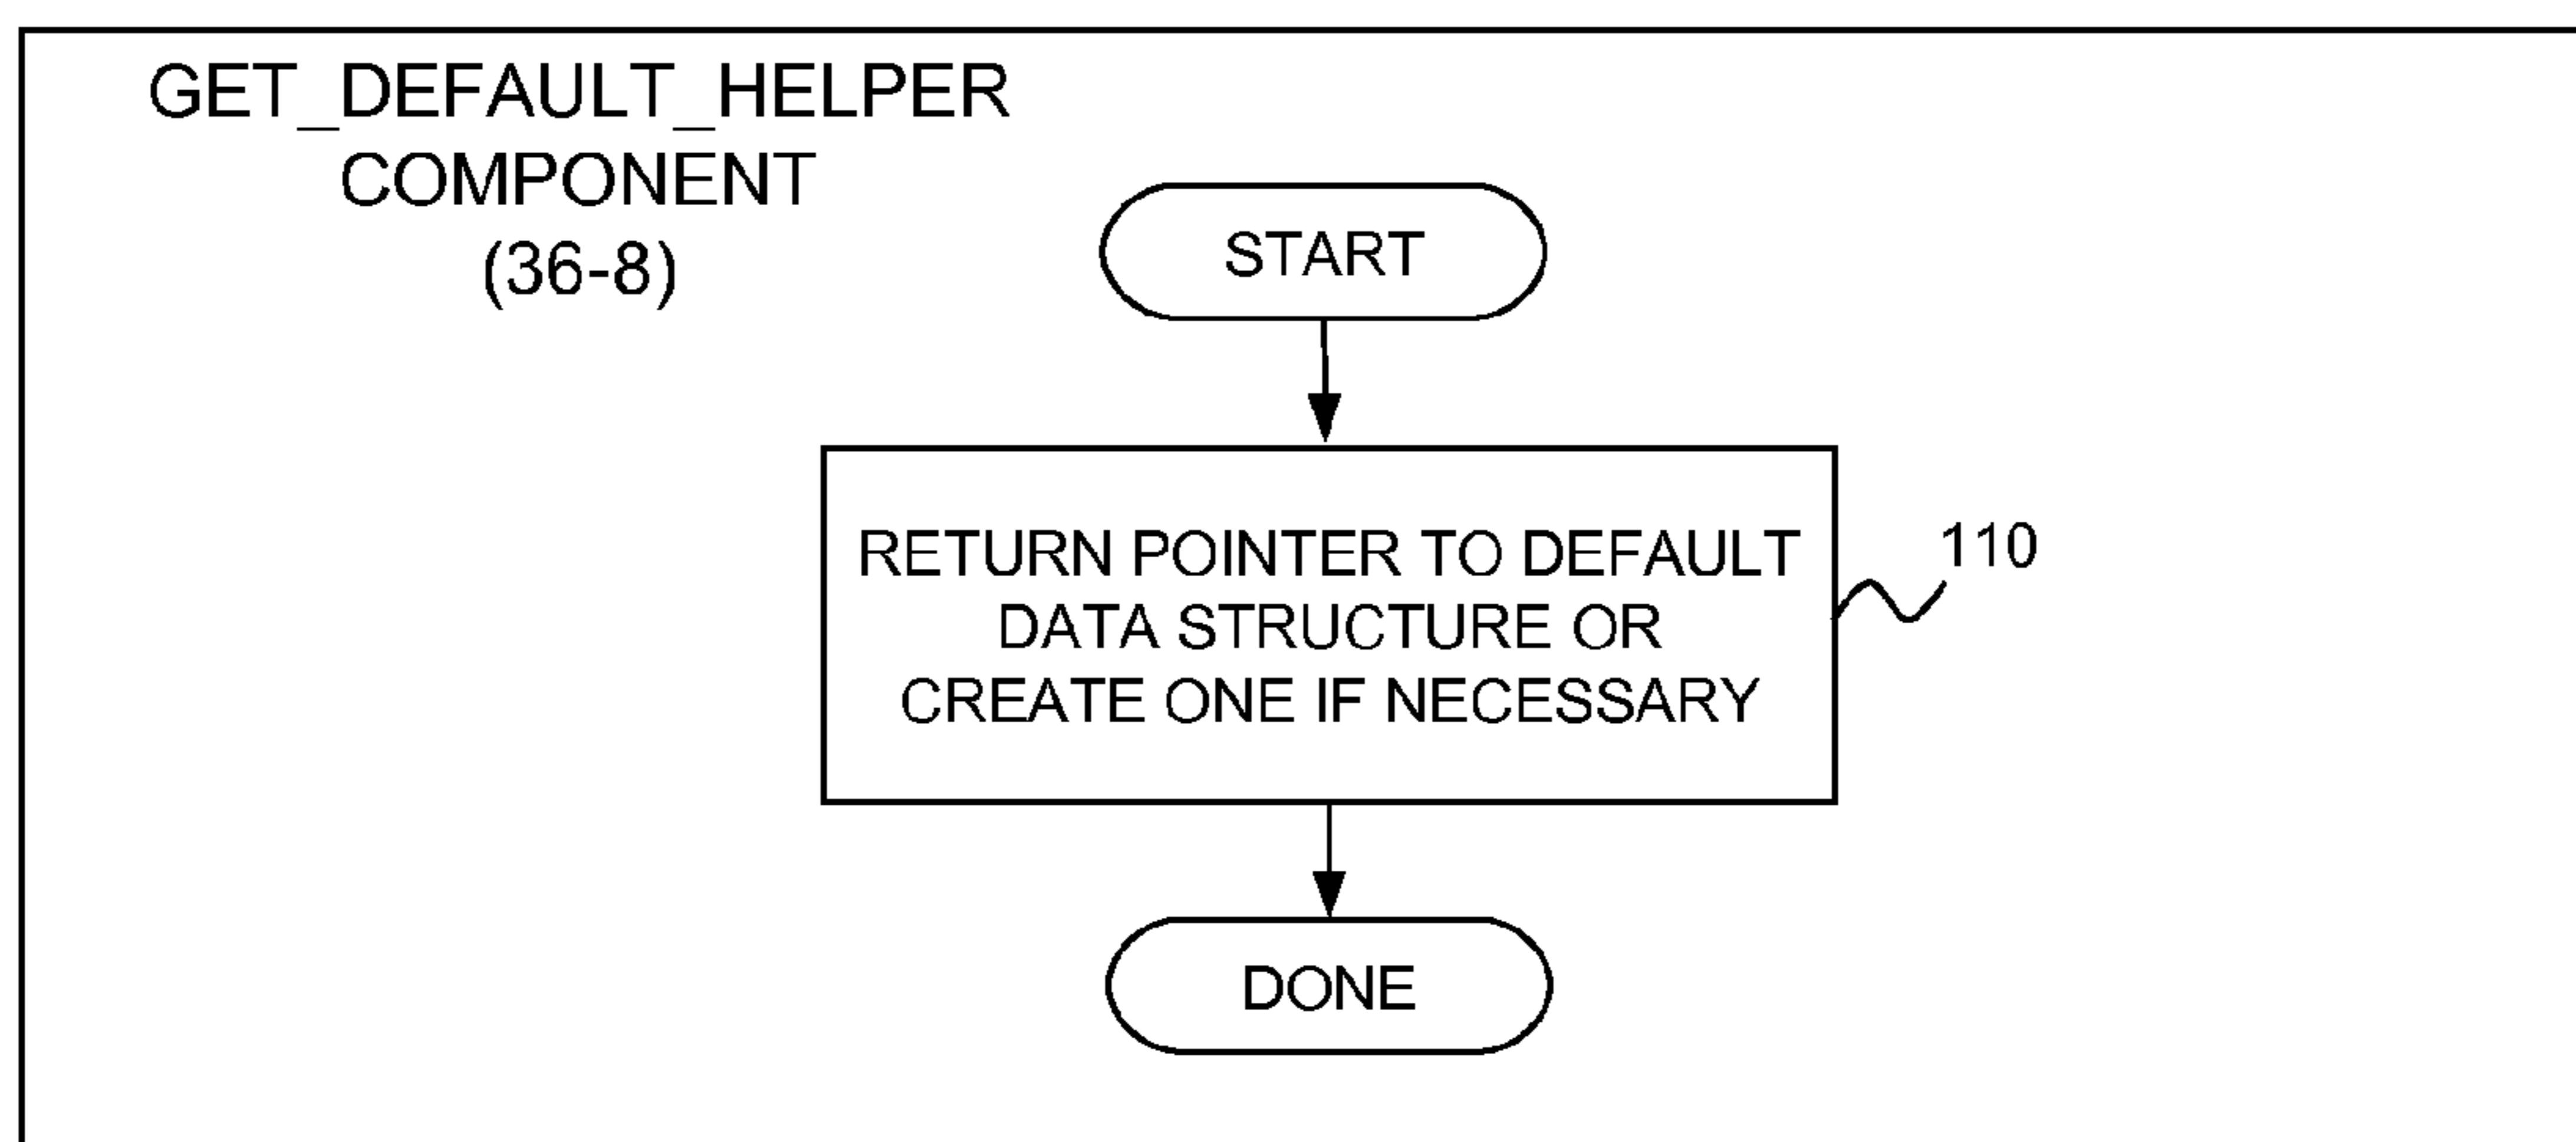 GET_DEFAULT_HELPER
COMPONENT
(36-8)
START
RETURN POINTER TO DEFAULT
DATA STRUCTURE OR
CREATE ONE IF NECESSARY
110
DONE